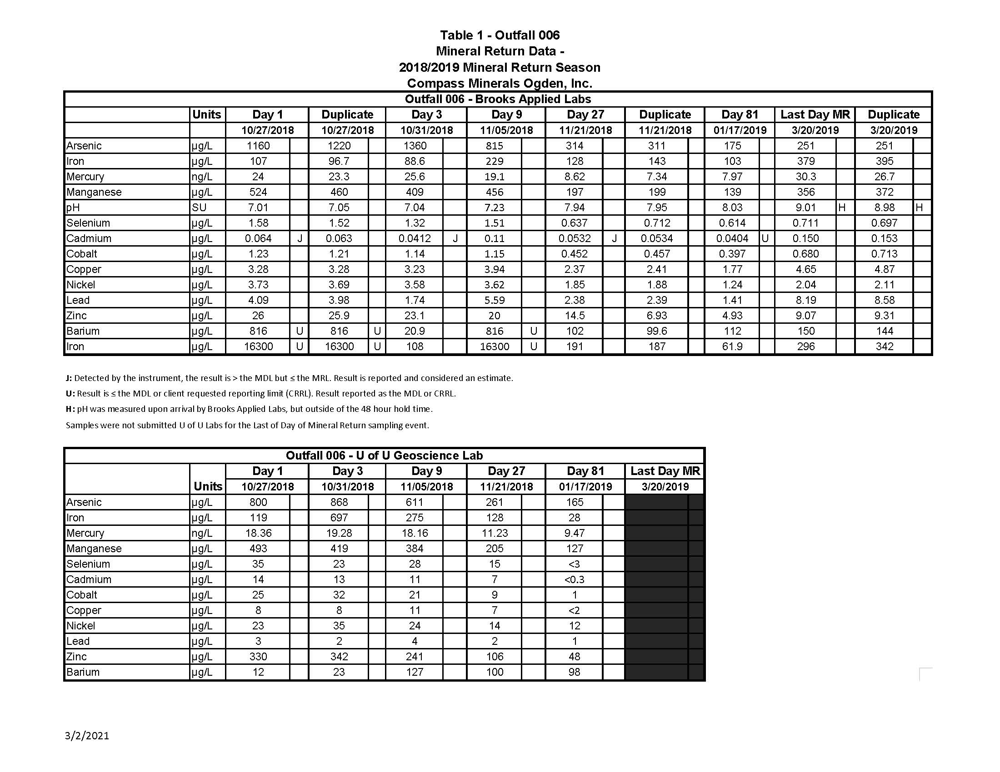 Table 1 - Outfall 006
Mineral Return Data -
2018/2019 Mineral Return Season
Compass Minerals Ogden, Inc.
Outfall 006 - Brooks Applied Labs
Units Day 1 Duplicate Day 3 Day 9 Day 27 Duplicate Day 81 Last Day MR Duplicate
10/27/2018 10/27/2018 10/31/2018 11/05/2018 11/21/2018 11/21/2018 01/17/2019 3/20/2019 3/20/2019
Arsenic µg/L 1160 1220 1360 815 314 311 175 251 251
Iron µg/L 107 96.7 88.6 229 128 143 103 379 395
Mercury ng/L 24 23.3 25.6 19.1 8.62 7.34 7.97 30.3 26.7
Manganese µg/L 524 460 409 456 197 199 139 356 372
pH SU 7.01 7.05 7.04 7.23 7.94 7.95 8.03 9.01 H 8.98 H
Selenium µg/L 1.58 1.52 1.32 1.51 0.637 0.712 0.614 0.711 0.697
Cadmium µg/L 0.064 J 0.063 0.0412 J 0.11 0.0532 J 0.0534 0.0404 U 0.150 0.153
Cobalt µg/L 1.23 1.21 1.14 1.15 0.452 0.457 0.397 0.680 0.713
Copper µg/L 3.28 3.28 3.23 3.94 2.37 2.41 1.77 4.65 4.87
Nickel µg/L 3.73 3.69 3.58 3.62 1.85 1.88 1.24 2.04 2.11
Lead µg/L 4.09 3.98 1.74 5.59 2.38 2.39 1.41 8.19 8.58
Zinc µg/L 26 25.9 23.1 20 14.5 6.93 4.93 9.07 9.31
Barium µg/L 816 U 816 U 20.9 816 U 102 99.6 112 150 144
Iron µg/L 16300 U 16300 U 108 16300 U 191 187 61.9 296 342
J: Detected by the instrument, the result is > the MDL but ≤ the MRL. Result is reported and considered an estimate.
U: Result is ≤ the MDL or client requested reporting limit (CRRL). Result reported as the MDL or CRRL.
H: pH was measured upon arrival by Brooks Applied Labs, but outside of the 48 hour hold time.
Samples were not submitted U of U Labs for the Last of Day of Mineral Return sampling event.
Outfall 006 - U of U Geoscience Lab
Day 1 Day 3 Day 9 Day 27 Day 81 Last Day MR
Units 10/27/2018 10/31/2018 11/05/2018 11/21/2018 01/17/2019 3/20/2019
Arsenic µg/L 800 868 611 261 165
Iron µg/L 119 697 275 128 28
Mercury ng/L 18.36 19.28 18.16 11.23 9.47
Manganese µg/L 493 419 384 205 127
Selenium µg/L 35 23 28 15 <3
Cadmium µg/L 14 13 11 7 <0.3
Cobalt µg/L 25 32 21 9 1
Copper µg/L 8 8 11 7 <2
Nickel µg/L 23 35 24 14 12
Lead µg/L 3 2 4 2 1
Zinc µg/L 330 342 241 106 48
Barium µg/L 12 23 127 100 98
3/2/2021